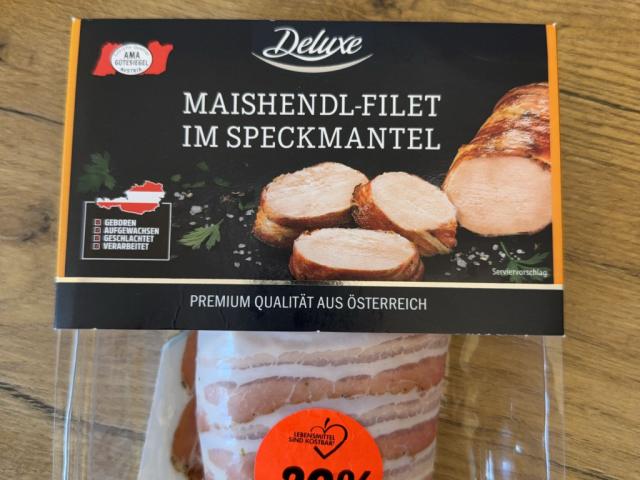 Deluxe
AMA
GÜTESIEGEL
AUSTRIA
MAISHENDL-FILET
IM SPECKMANTEL
GEBOREN
AUFGEWACHSEN
GESCHLACHTET
VERARBEITET
Serviervorschlag
PREMIUM QUALITÄT AUS ÖSTERREICH
LEBENSMITTEL
SIND KOSTBAR!